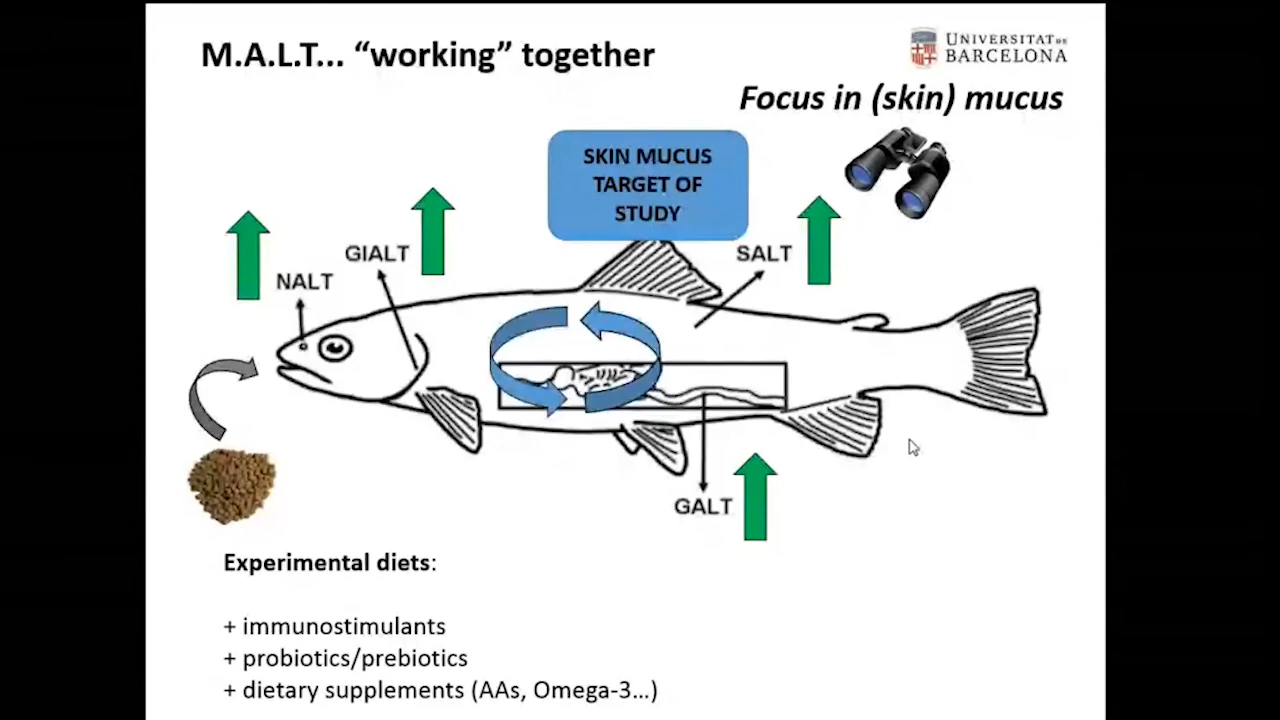 M.A.L.T... “working” together
UNIVERSITAT DE
BARCELONA
Focus in (skin) mucus
SKIN MUCUS
TARGET OF
STUDY
GIALT
SALT
NALT
GALT
Experimental diets:
+ immunostimulants
+ probiotics/prebiotics
+ dietary supplements (AAs, Omega-3...)